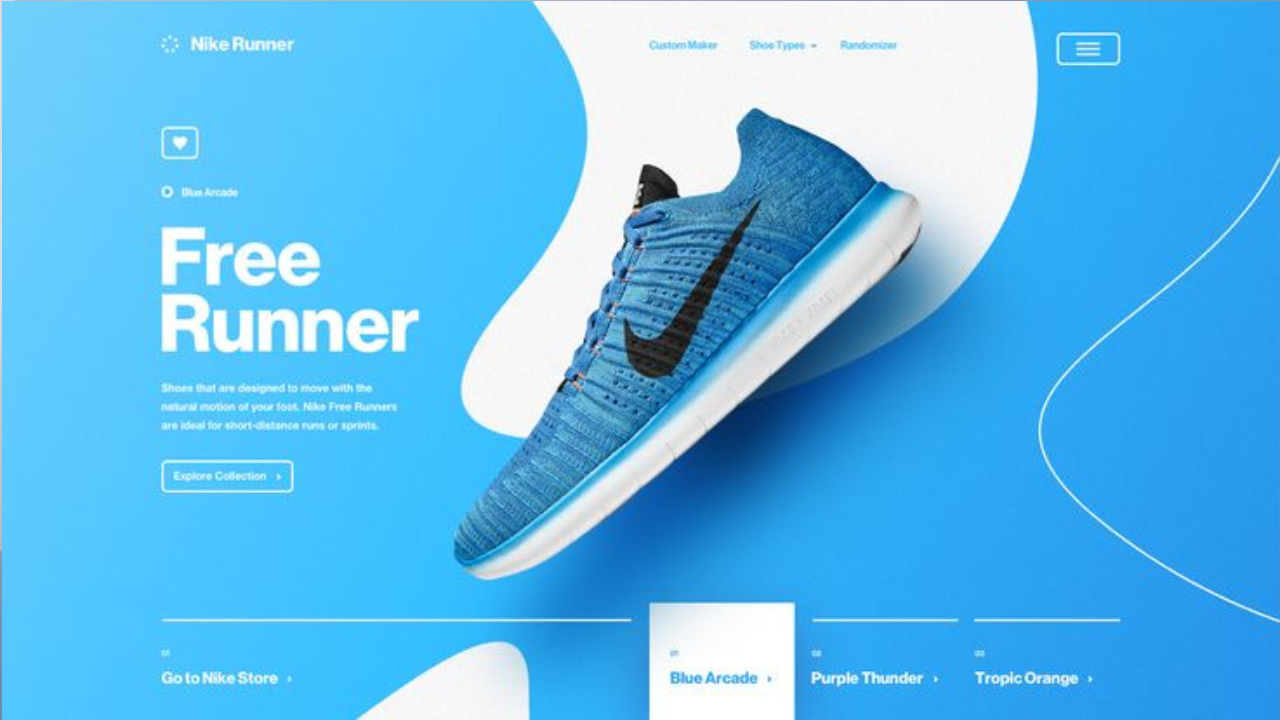 Nike Runner
Custom Maker
Shoe Types
Randomizer
Blue Arcade
Free
Runner
Shoes that are designed to move with the
natural motion of your foot. Nike Free Runners
are ideal for short-distance runs or sprints.
Explore Collection
01
Go to Nike Store
01
Blue Arcade
02
Purple Thunder
03
Tropic Orange